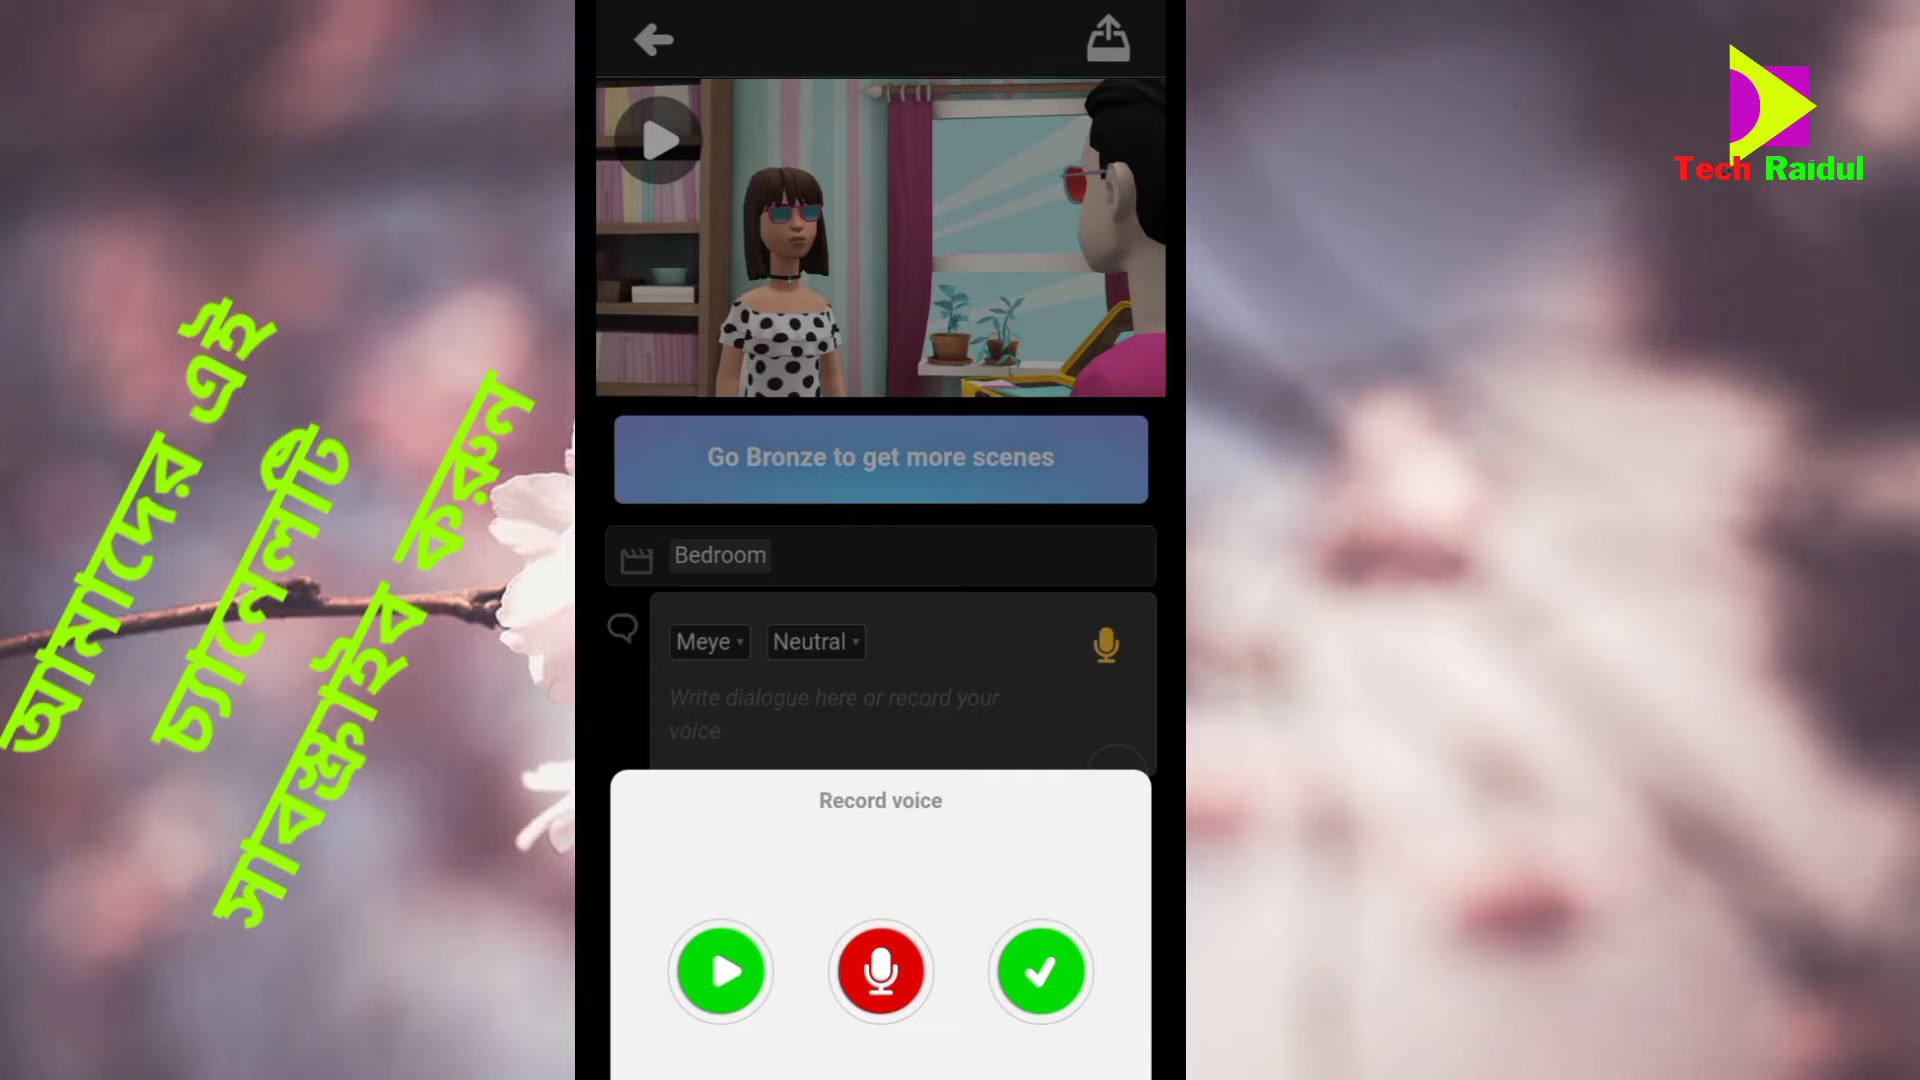 আমাদের এই
চ্যানেলটি
সাবস্ক্রাইব করুন
Go Bronze to get more scenes
Bedroom
Meye
Neutral
Write dialogue here or record your
voice
Record voice
Tech Raidul